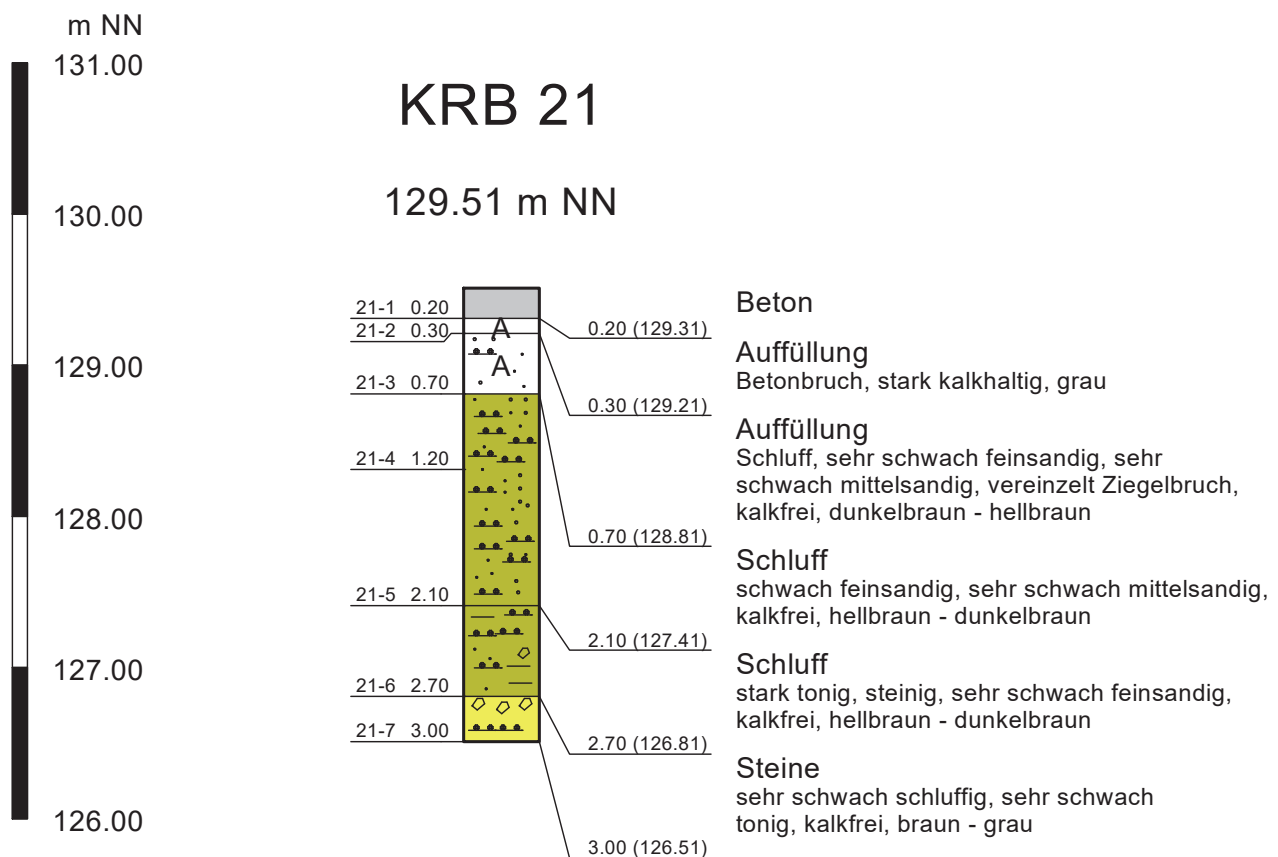 m NN
131.00
130.00
129.00
128.00
127.00
126.00
KRB 21
129.51 m NN
21-1 0.20
21-2 0.30
21-3 0.70
21-4 1.20
21-5 2.10
21-6 2.70
21-7 3.00
A
A
0.20 (129.31)
0.30 (129.21)
0.70 (128.81)
2.10 (127.41)
2.70 (126.81)
3.00 (126.51)
Beton
Auffüllung
Betonbruch, stark kalkhaltig, grau
Auffüllung
Schluff, sehr schwach feinsandig, sehr
schwach mittelsandig, vereinzelt Ziegelbruch,
kalkfrei, dunkelbraun - hellbraun
Schluff
schwach feinsandig, sehr schwach mittelsandig,
kalkfrei, hellbraun - dunkelbraun
Schluff
stark tonig, steinig, sehr schwach feinsandig,
kalkfrei, hellbraun - dunkelbraun
Steine
sehr schwach schluffig, sehr schwach
tonig, kalkfrei, braun - grau